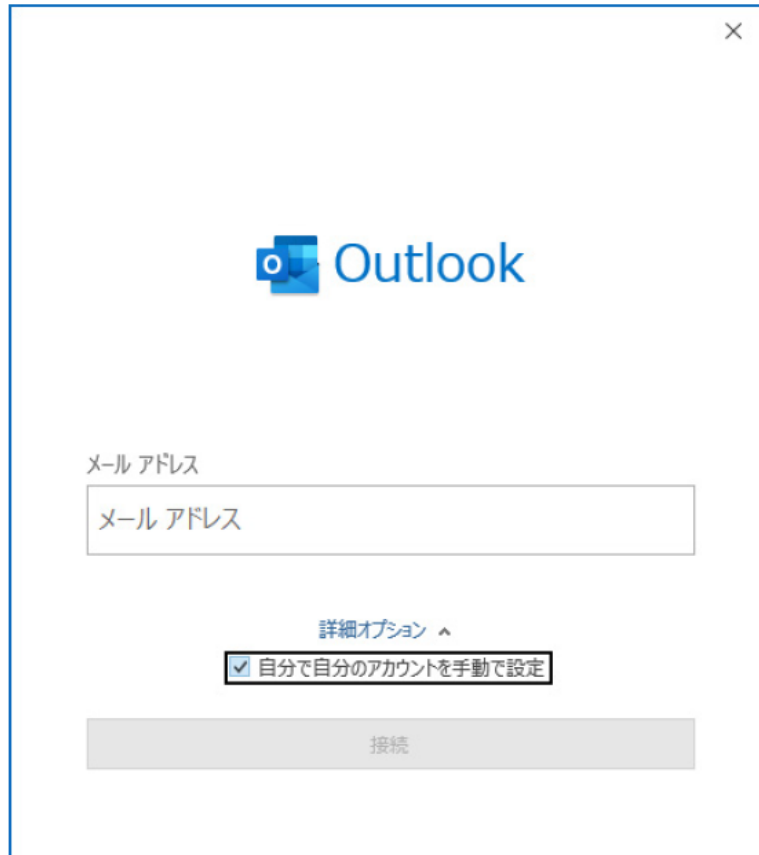 Outlook
メール アドレス
メール アドレス
詳細オプション
自分で自分のアカウントを手動で設定
接続